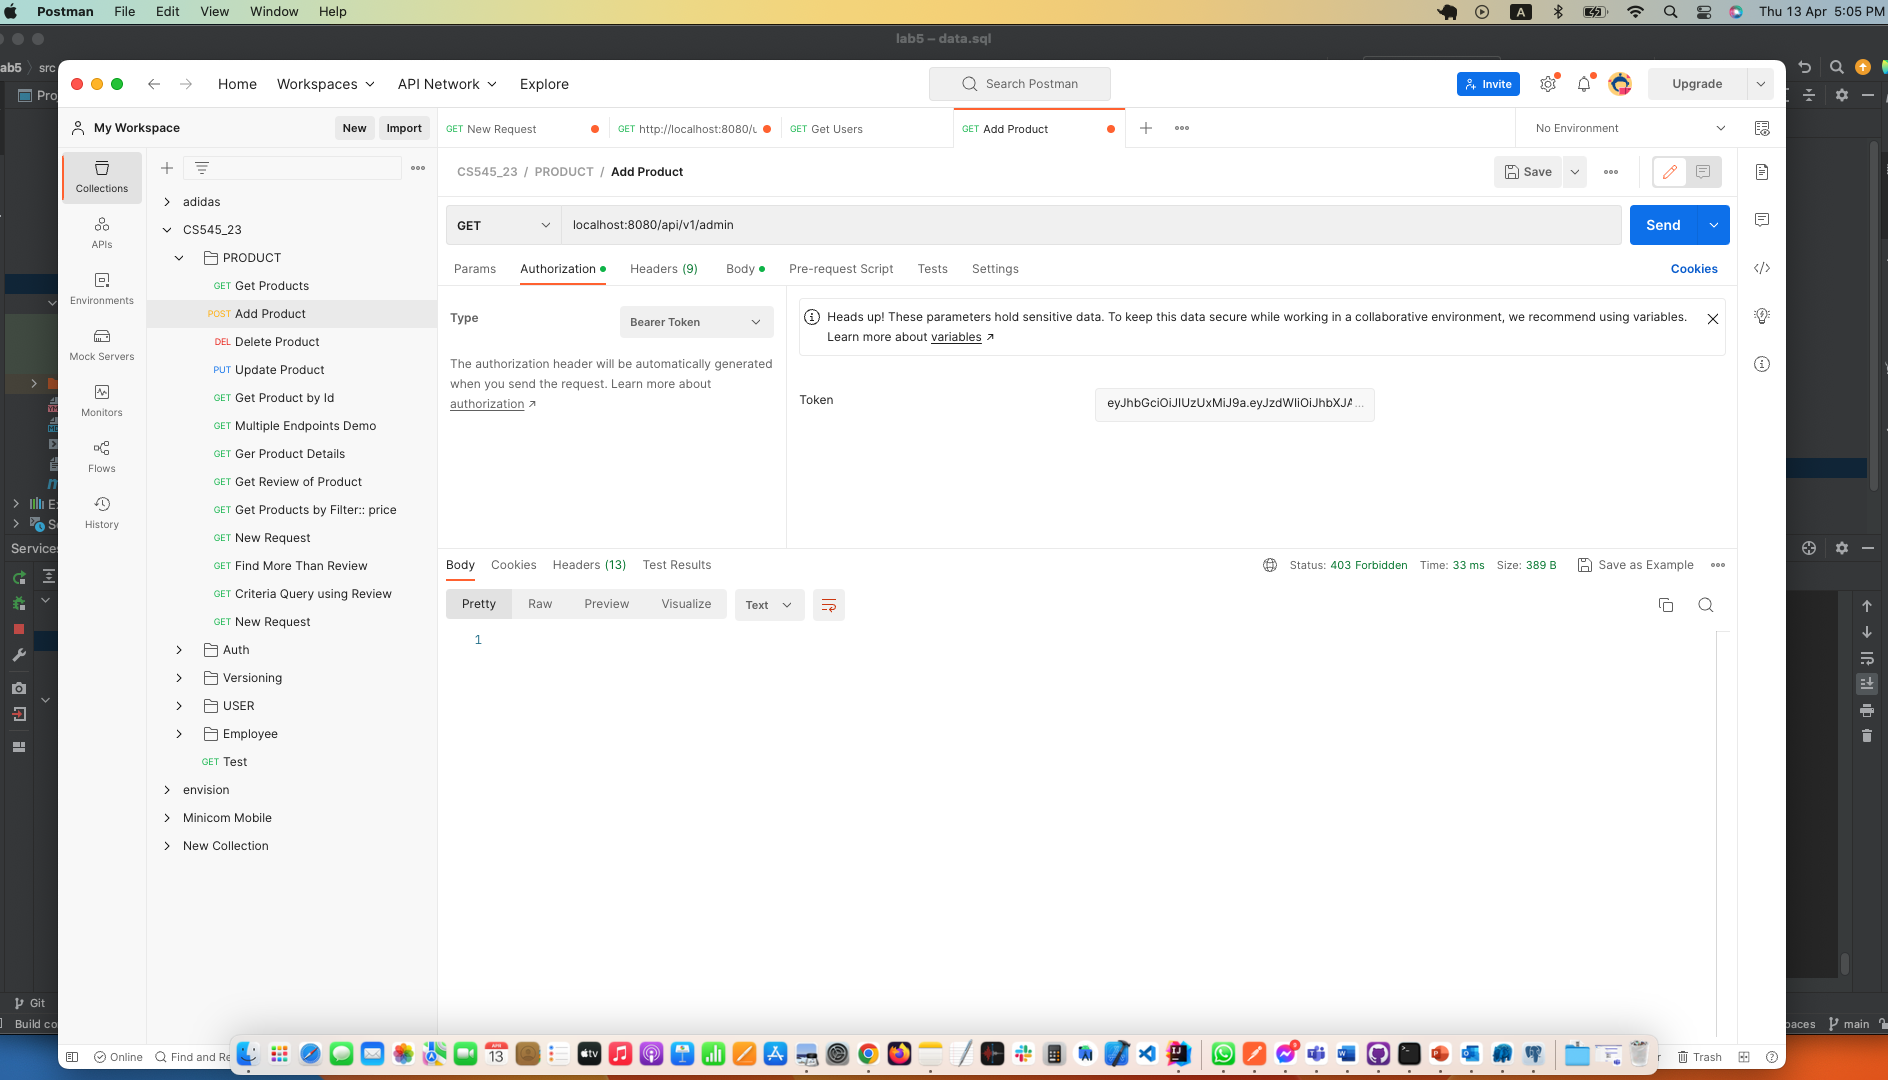 Postman File Edit View Window Help
A
Thu 13 Apr 5:05 PM
lab5 – data.sql
ab5 src
Home Workspaces API Network Explore
Search Postman
Invite
Upgrade
My Workspace New Import
GET New Request
GET http://localhost:8080/u
GET Get Users
GET Add Product
No Environment
Collections
APIs
Environments
Mock Servers
Monitors
Flows
History
adidas
CS545_23
PRODUCT
GET Get Products
POST Add Product
DEL Delete Product
PUT Update Product
GET Get Product by Id
GET Multiple Endpoints Demo
GET Ger Product Details
GET Get Review of Product
GET Get Products by Filter:: price
GET New Request
GET Find More Than Review
GET Criteria Query using Review
GET New Request
Auth
Versioning
USER
Employee
GET Test
envision
Minicom Mobile
New Collection
CS545_23 / PRODUCT / Add Product
Save
GET localhost:8080/api/v1/admin
Send
Params Authorization Headers (9) Body Pre-request Script Tests Settings
Cookies
Type Bearer Token
The authorization header will be automatically generated
when you send the request. Learn more about
authorization ↗
Heads up! These parameters hold sensitive data. To keep this data secure while working in a collaborative environment, we recommend using variables.
Learn more about variables ↗
Token eyJhbGciOiJIUzUxMiJ9a.eyJzdWIiOiJhbXJA...
Body Cookies Headers (13) Test Results
Status: 403 Forbidden Time: 33 ms Size: 389 B
Save as Example
Pretty Raw Preview Visualize
Text
1
Pro
Services
Git
Build co
Online
Find and Re
paces
main
Trash
APR
13
tv